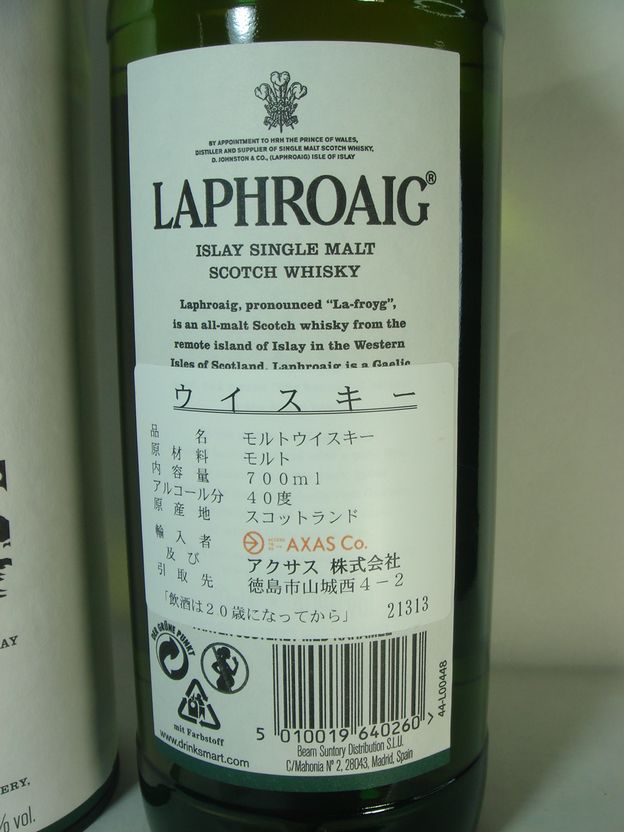 BY APPOINTMENT TO HRH THE PRINCE OF WALES,
DISTILLER AND SUPPLIER OF SINGLE MALT SCOTCH WHISKY,
D. JOHNSTON & CO., (LAPHROAIG) ISLE OF ISLAY
LAPHROAIG®
ISLAY SINGLE MALT
SCOTCH WHISKY
Laphroaig, pronounced “La-froyg”,
is an all-malt Scotch whisky from the
remote island of Islay in the Western
Isles of Scotland. Laphroaig is a Gaelic
ウイスキー
品名 モルトウイスキー
原材料 モルト
内容量 700ml
アルコール分 40度
原産地 スコットランド
輸入者 AXAS Co.
及び アクサス 株式会社
引取先 徳島市山城西4-2
「飲酒は20歳になってから」 21313
DER GRÜNE PUNKT
mit Farbstoff
www.drinksmart.com
5 010019 640260 >
44-L00448
Beam Suntory Distribution S.L.U.
C/Mahonia Nº 2, 28043, Madrid, Spain
AY
ERY,
% vol.